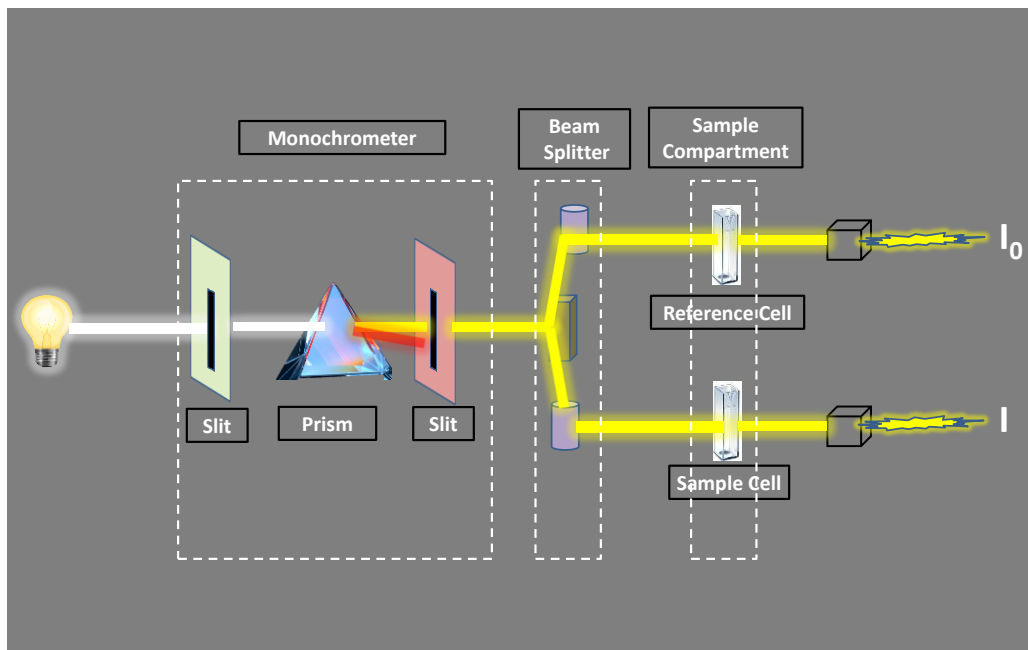 Monochrometer
Beam
Splitter
Sample
Compartment
I₀
Reference Cell
Slit
Prism
Slit
I
Sample Cell